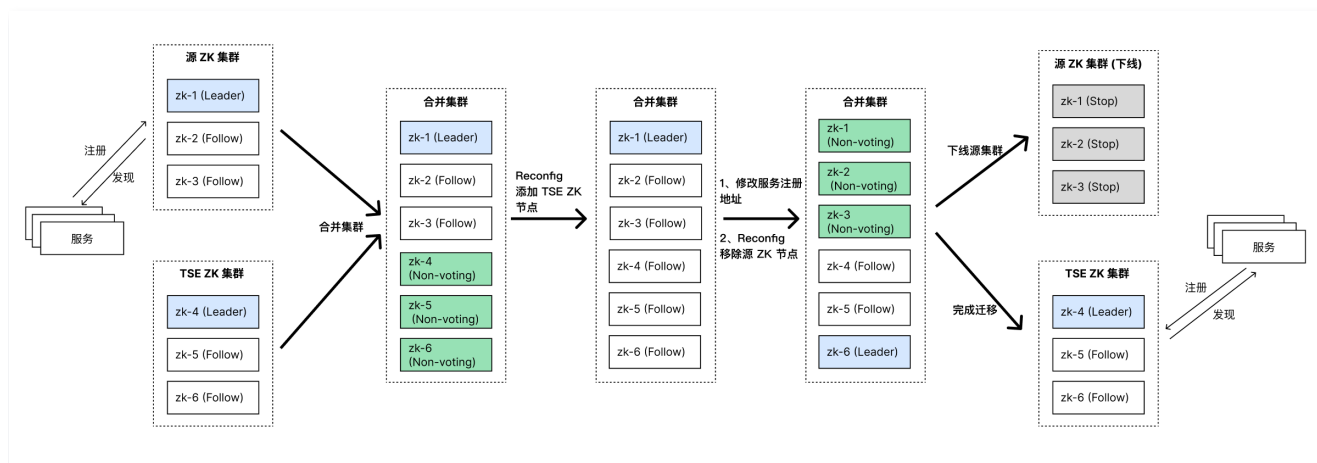 源 ZK 集群
zk-1 (Leader)
zk-2 (Follow)
zk-3 (Follow)
注册
发现
服务
TSE ZK 集群
zk-4 (Leader)
zk-5 (Follow)
zk-6 (Follow)
合并集群
合并集群
zk-1 (Leader)
zk-2 (Follow)
zk-3 (Follow)
zk-4
(Non-voting)
zk-5
(Non-voting)
zk-6
(Non-voting)
Reconfig
添加 TSE ZK
节点
合并集群
zk-1 (Leader)
zk-2 (Follow)
zk-3 (Follow)
zk-4 (Follow)
zk-5 (Follow)
zk-6 (Follow)
1、修改服务注册
地址
2、Reconfig
移除源 ZK 节点
合并集群
zk-1
(Non-voting)
zk-2
(Non-voting)
zk-3
(Non-voting)
zk-4 (Follow)
zk-5 (Follow)
zk-6 (Leader)
下线源集群
完成迁移
源 ZK 集群 (下线)
zk-1 (Stop)
zk-2 (Stop)
zk-3 (Stop)
TSE ZK 集群
zk-4 (Leader)
zk-5 (Follow)
zk-6 (Follow)
服务
注册
发现